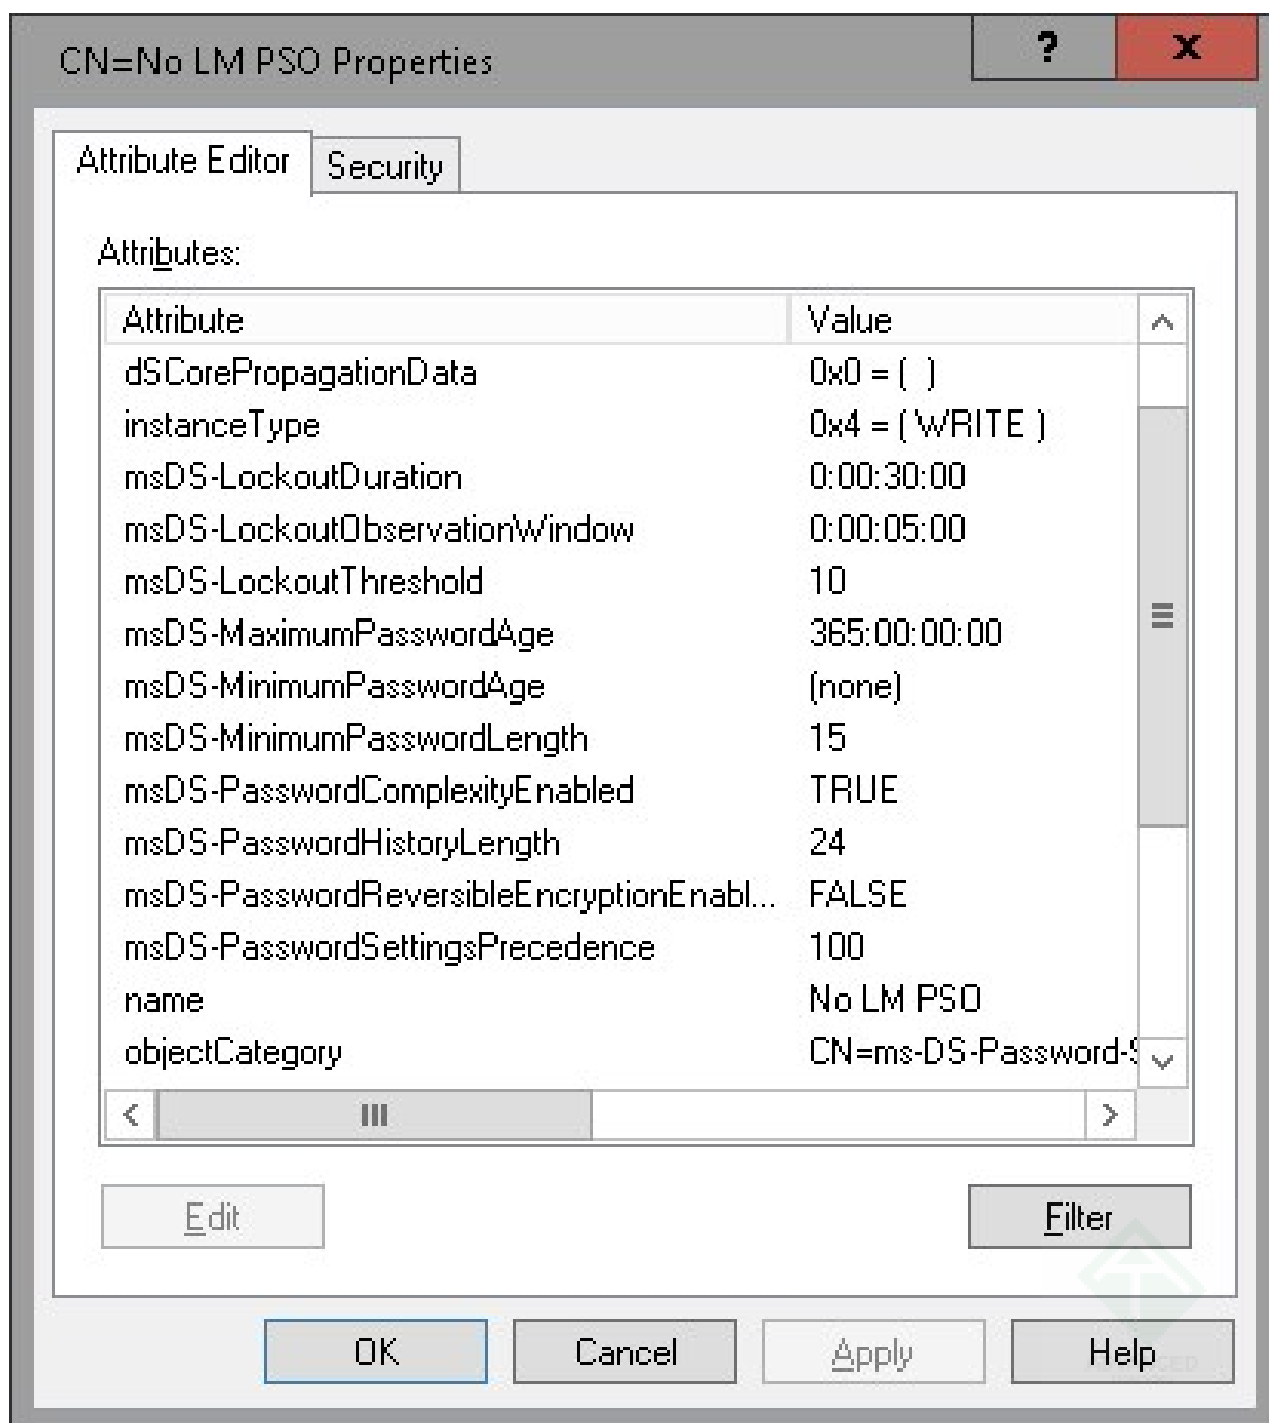 CN=No LM PSO Properties
?
x
Attribute Editor
Security
Attributes:
Attribute Value
dSCorePropagationData 0x0 = ( )
instanceType 0x4 = ( WRITE )
msDS-LockoutDuration 0:00:30:00
msDS-LockoutObservationWindow 0:00:05:00
msDS-LockoutThreshold 10
msDS-MaximumPasswordAge 365:00:00:00
msDS-MinimumPasswordAge (none)
msDS-MinimumPasswordLength 15
msDS-PasswordComplexityEnabled TRUE
msDS-PasswordHistoryLength 24
msDS-PasswordReversibleEncryptionEnabl... FALSE
msDS-PasswordSettingsPrecedence 100
name No LM PSO
objectCategory CN=ms-DS-Password-S
Edit
Filter
OK
Cancel
Apply
Help